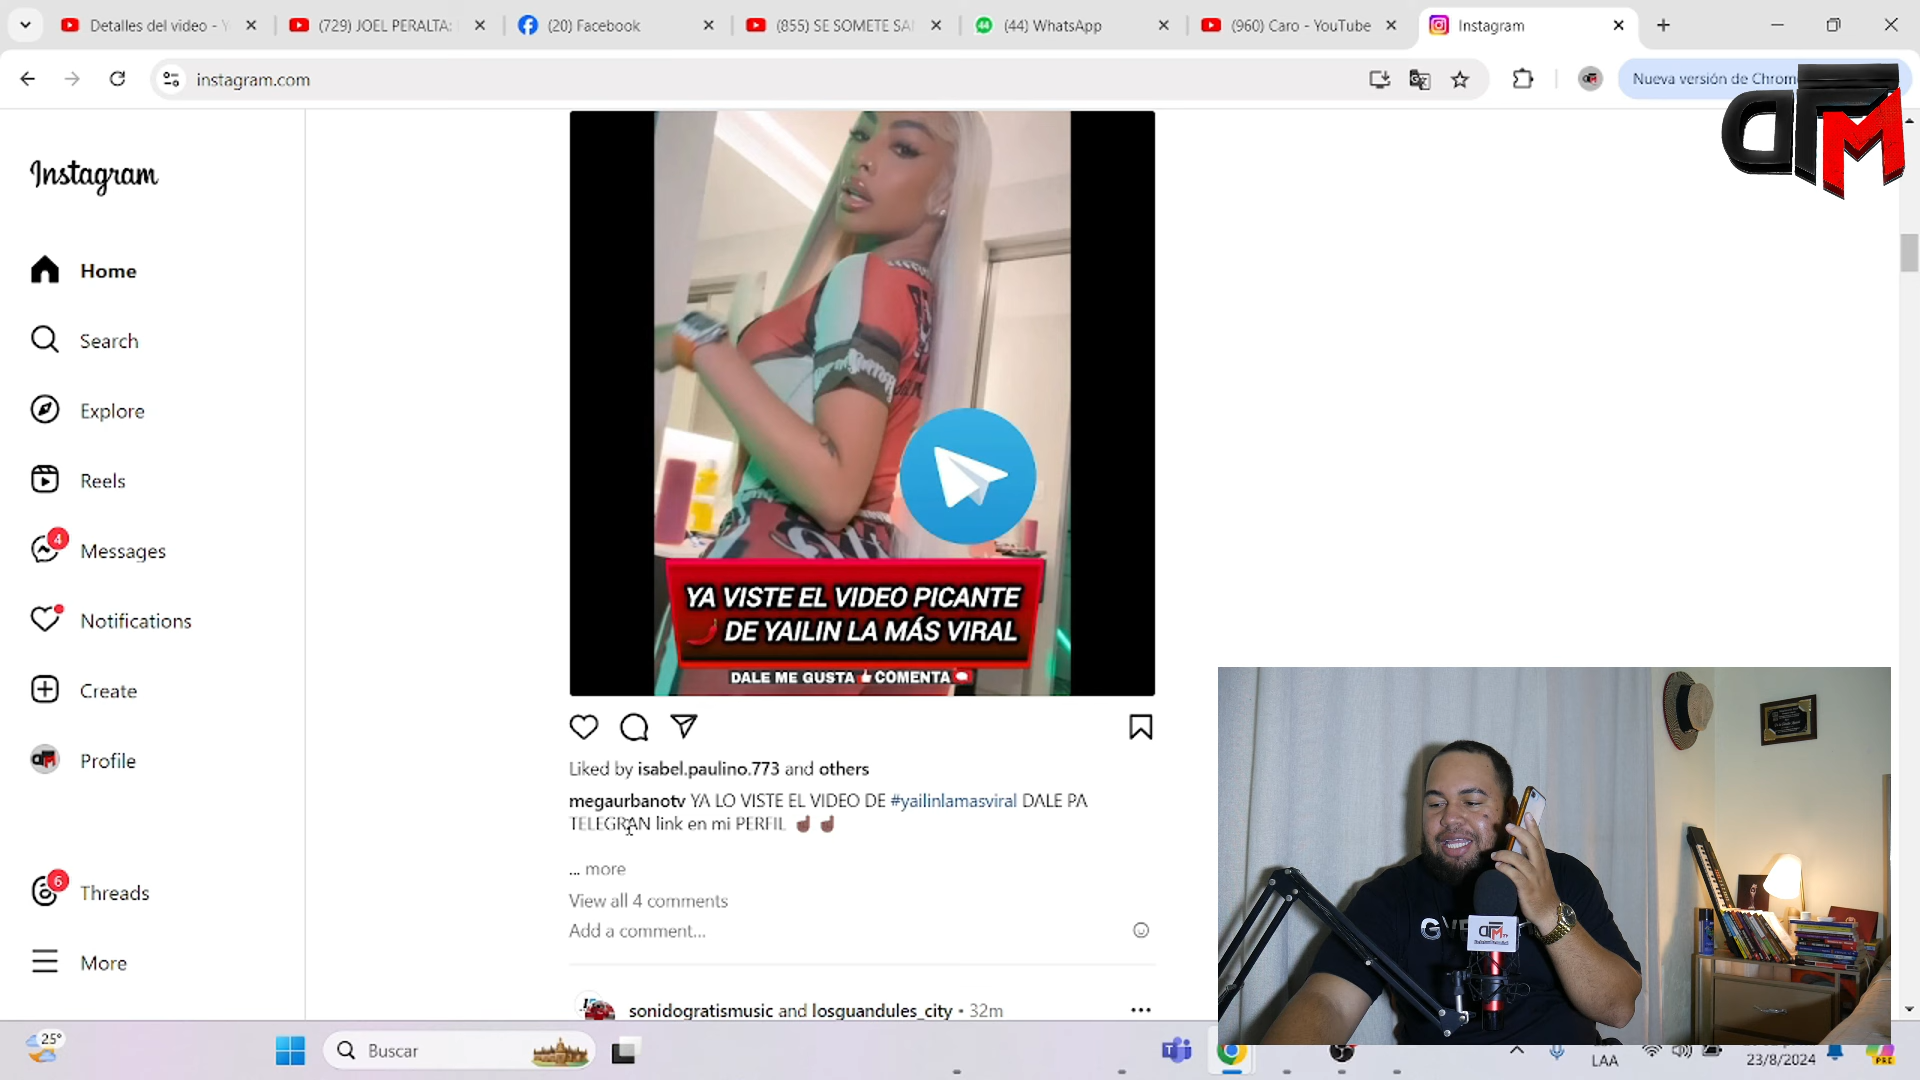 Detalles del video - Y
(729) JOEL PERALTA:
(20) Facebook
(855) SE SOMETE SA
44
(44) WhatsApp
(960) Caro - YouTube
Instagram
instagram.com
Nueva versión de Chrom
DFM
Instagram
Home
Search
Explore
Reels
4
Messages
Notifications
Create
Profile
6
Threads
More
YA VISTE EL VIDEO PICANTE
DE YAILIN LA MÁS VIRAL
DALE ME GUSTA COMENTA
Liked by isabel.paulino.773 and others
megaurbanotv YA LO VISTE EL VIDEO DE #yailinlamasviral DALE PA
TELEGRAN link en mi PERFIL
... more
View all 4 comments
Add a comment...
sonidogratismusic and losguandules_city • 32m
DFM
25°
Buscar
LAA
23/8/2024
PRE